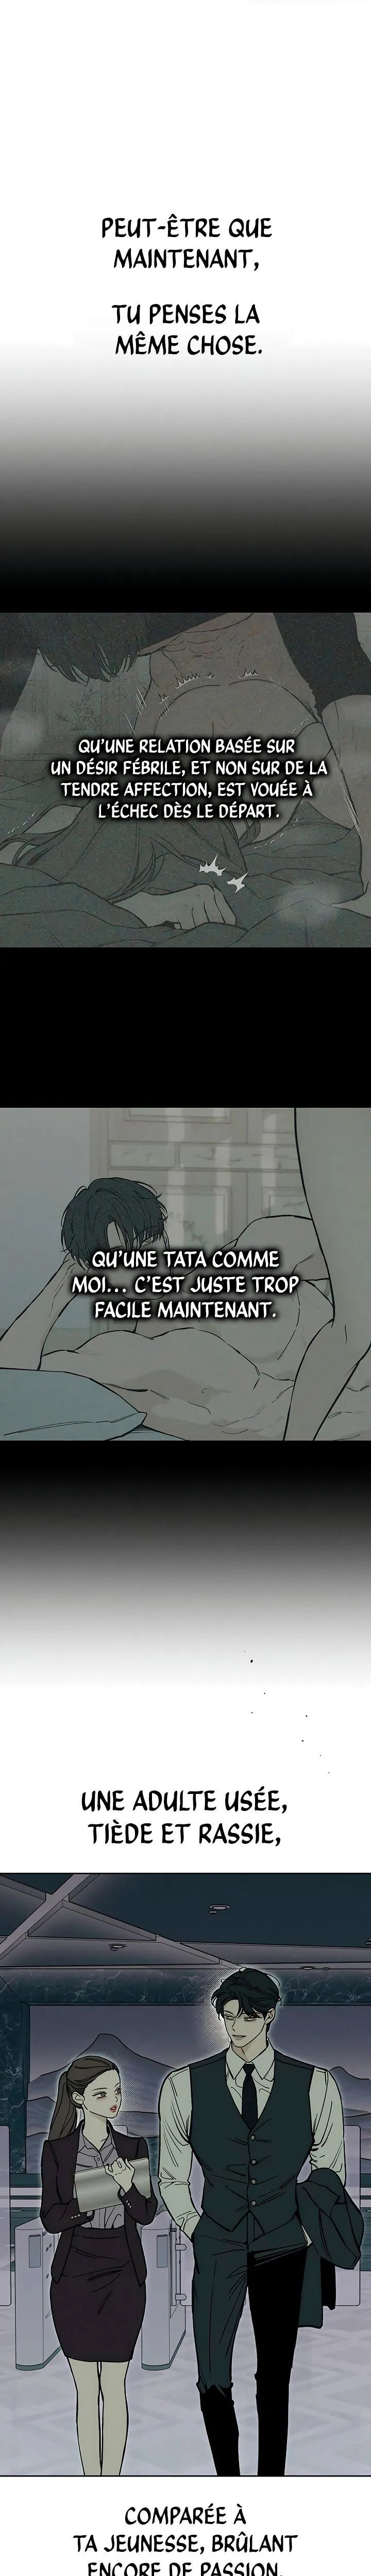 PEUT-ÊTRE QUE
MAINTENANT,
TU PENSES LA
MÊME CHOSE.
QU'UNE RELATION BASÉE SUR
UN DÉSIR FÉBRILE, ET NON SUR DE LA
TENDRE AFFECTION, EST VOUÉE À
L'ÉCHEC DÈS LE DÉPART.
QU'UNE TATA COMME
MOI... C'EST JUSTE TROP
FACILE MAINTENANT.
UNE ADULTE USÉE,
TIÈDE ET RASSIE,
COMPARÉE À
TA JEUNESSE, BRÛLANT
ENCORE DE PASSION.